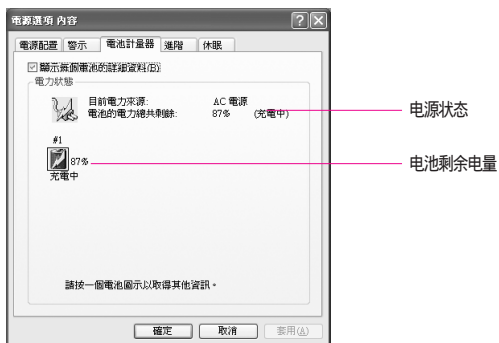 電源選項 內容
電源配置 警示 電池計量器 進階 休眠
顯示每個電池的詳細資料(D)
電力狀態
目前電力來源: AC 電源
電池的電力總共剩餘: 87% (充電中)
电源状态
#1
87%
电池剩余电量
充電中
請按一個電池圖示以取得其他資訊。
確定 取消 套用(A)